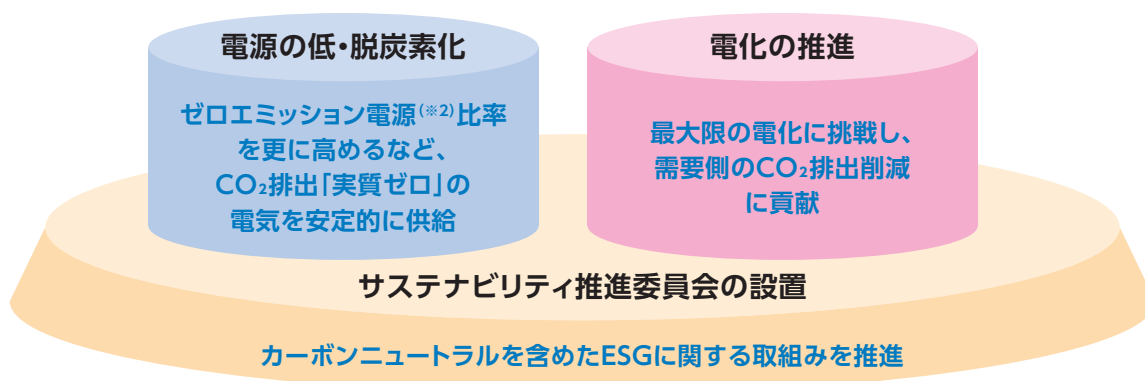 電源の低・脱炭素化
ゼロエミッション電源(※2)比率
を更に高めるなど、
CO₂排出「実質ゼロ」の
電気を安定的に供給
電化の推進
最大限の電化に挑戦し、
需要側のCO₂排出削減
に貢献
サステナビリティ推進委員会の設置
カーボンニュートラルを含めたESGに関する取組みを推進